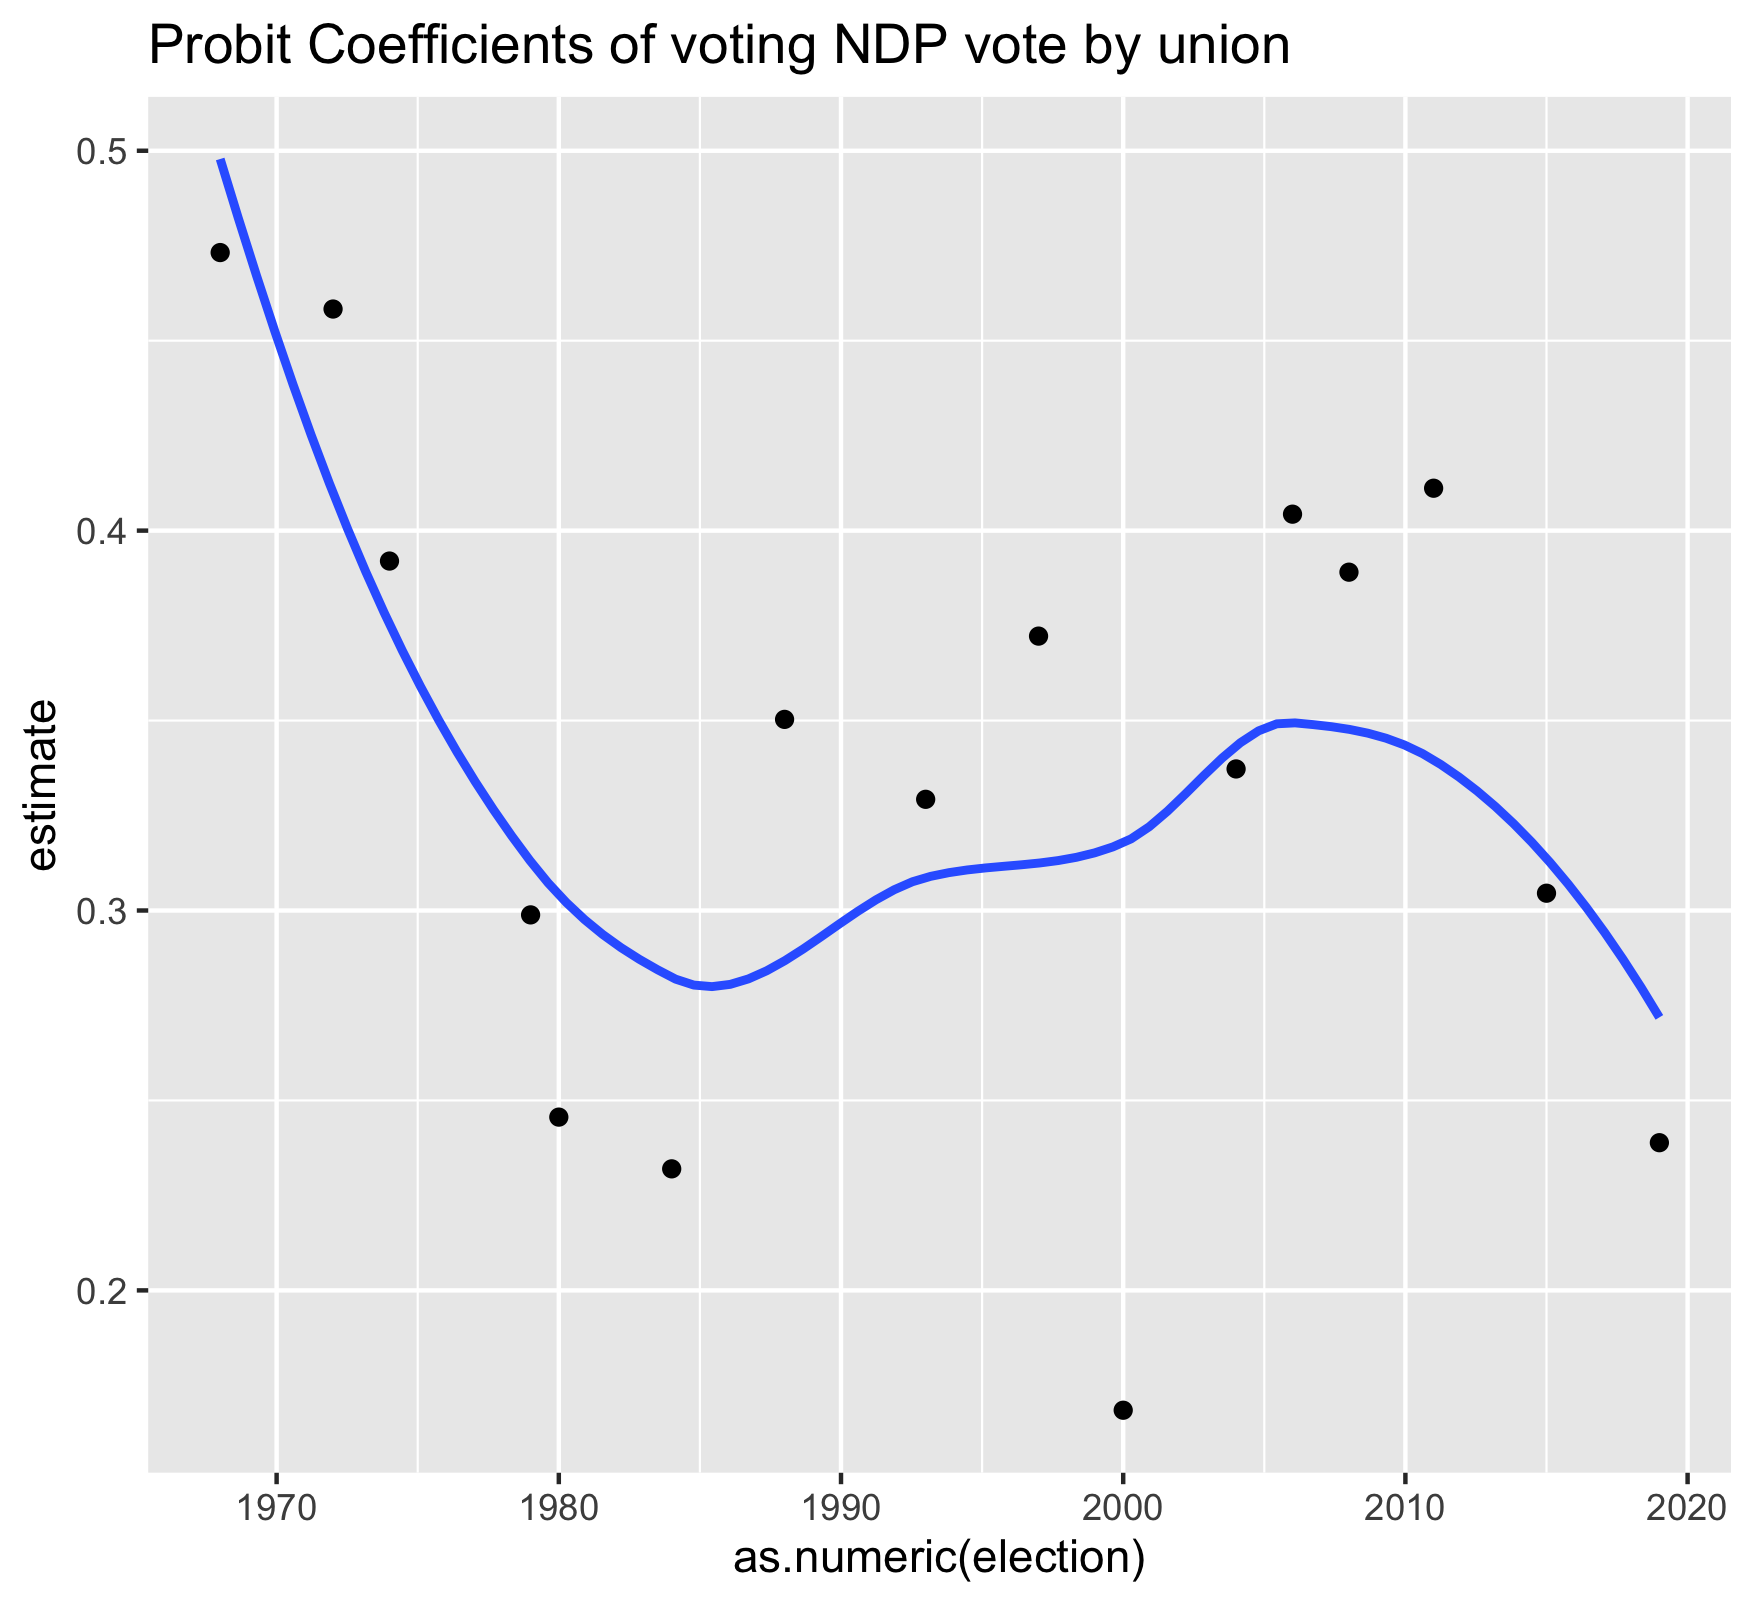 Probit Coefficients of voting NDP vote by union
0.5
0.4
0.3
0.2
estimate
1970 1980 1990 2000 2010 2020
as.numeric(election)